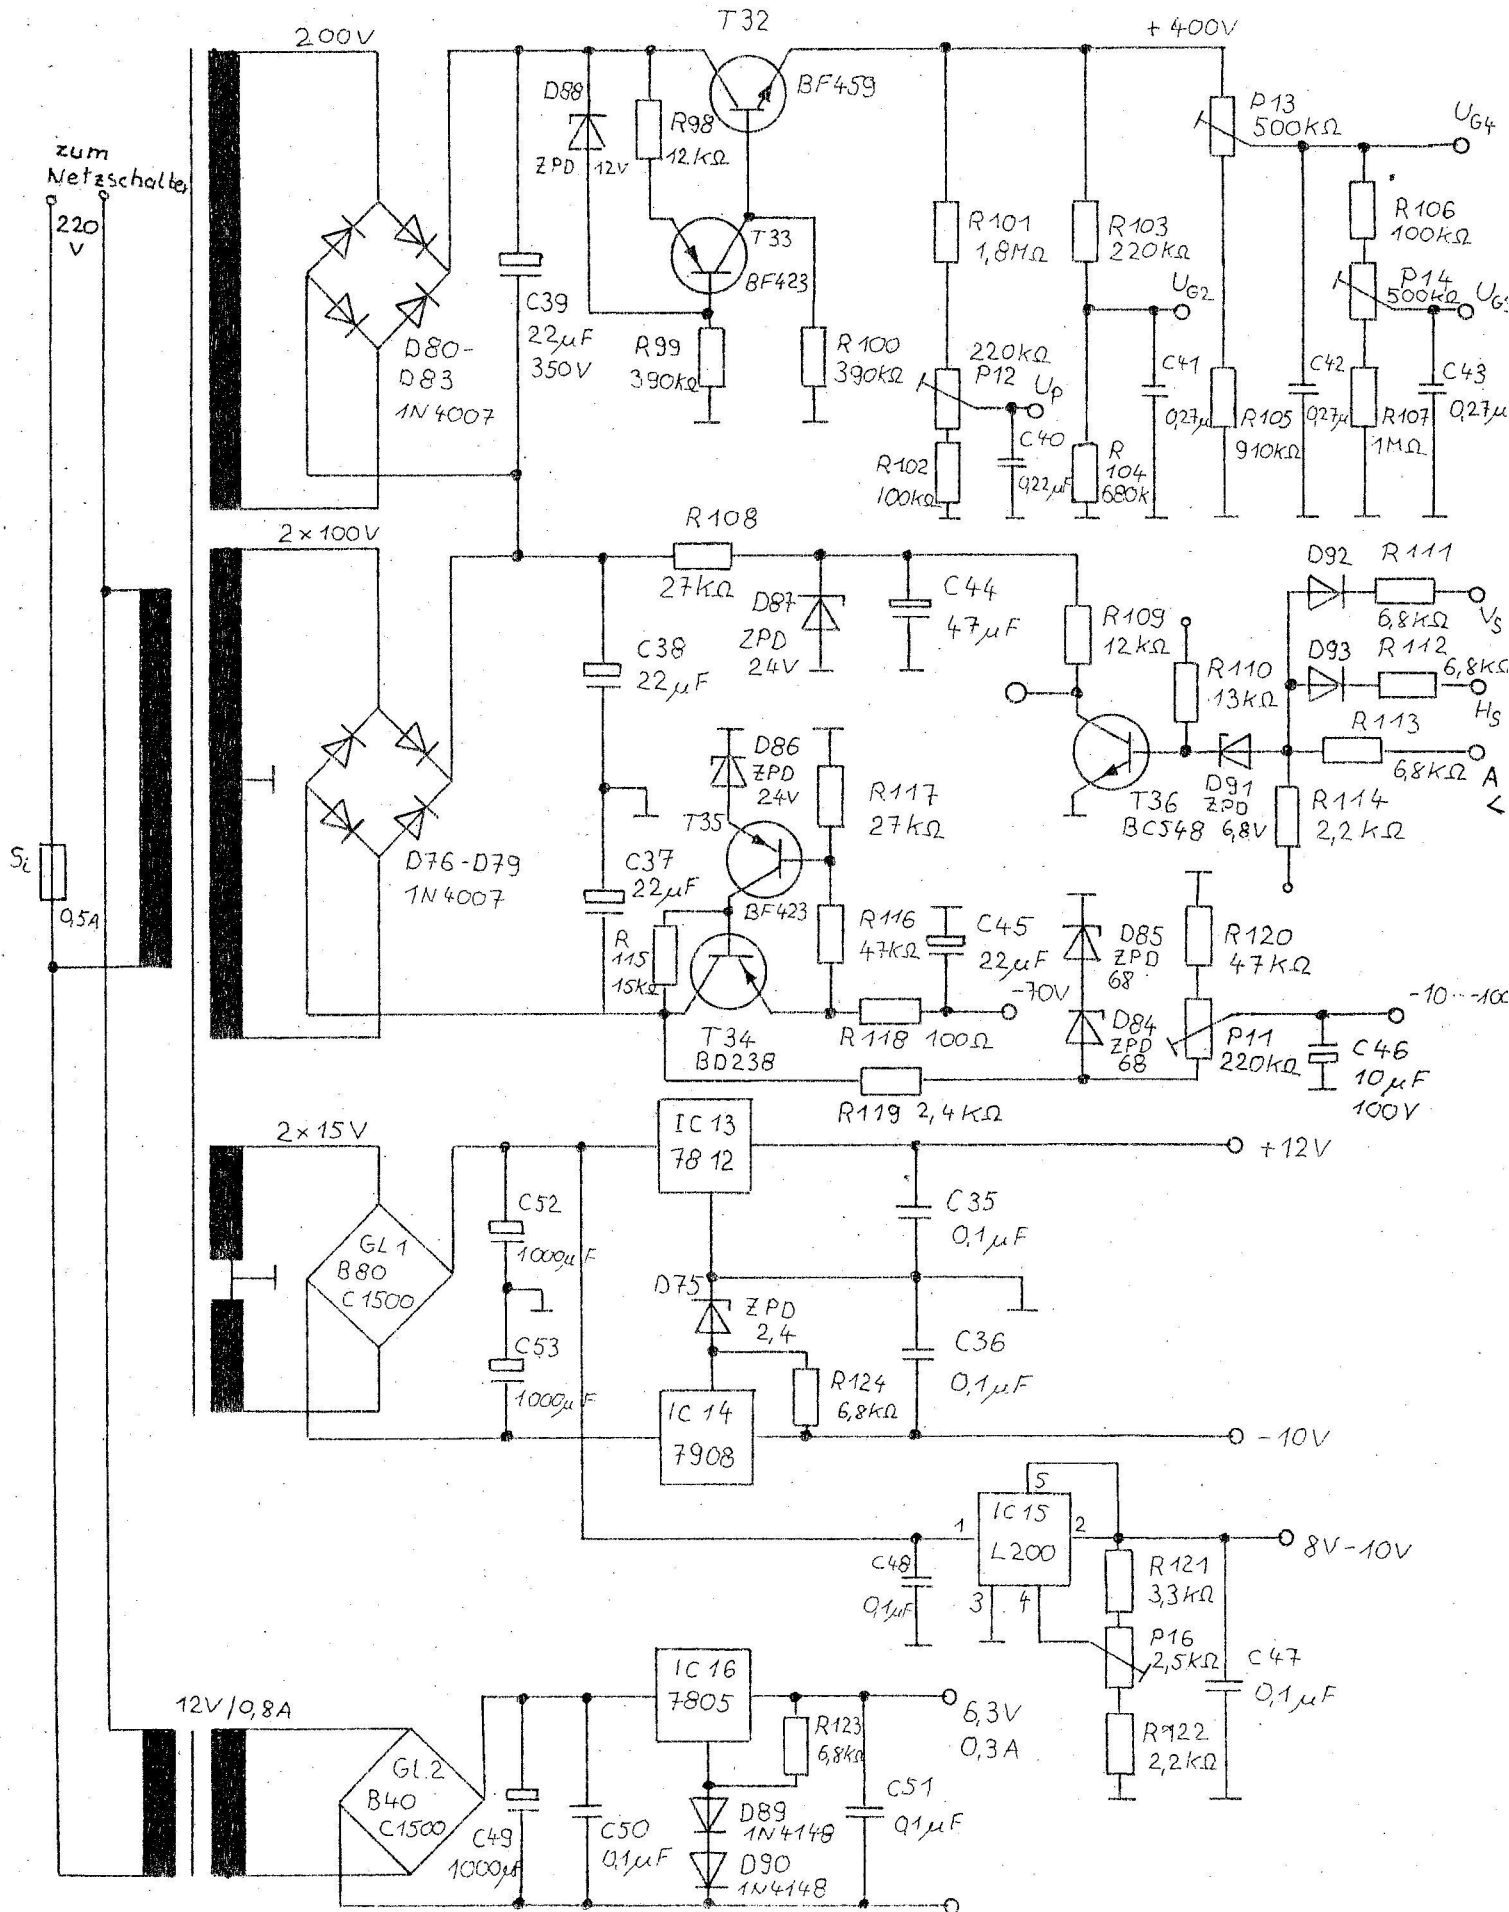 T32
200V
+400V
BF459
D88
ZPD 12V
R98
12KΩ
P13
500KΩ
UG4
zum
Netzschalter
220
V
T33
BF423
R101
1,8MΩ
R103
220KΩ
R106
100KΩ
P14
500KΩ
UG2
C39
22µF
350V
D80-
D83
1N4007
R99
390kΩ
R100
390KΩ
220KΩ
P12
UP
C41
0,27µ
R105
910KΩ
C42
0,27µ
R107
1MΩ
C43
0,27µ
R102
100KΩ
C40
0,22µF
R
104
680k
2×100V
R108
27KΩ
D87
ZPD
24V
C44
47µF
R109
12KΩ
R110
13KΩ
D92
R111
6,8KΩ
VS
D93
R112
6,8KΩ
HS
R113
6,8KΩ
A
<
C38
22µF
D86
ZPD
24V
R117
27KΩ
T35
BF423
T36
BC548
D91
ZPD
6,8V
R114
2,2KΩ
Si
0,5A
D76-D79
1N4007
C37
22µF
R
115
15KΩ
R116
47KΩ
C45
22µF
-70V
D85
ZPD
68
R120
47KΩ
T34
BD238
R118 100Ω
D84
ZPD
68
P11
220KΩ
-10...-100
C46
10µF
100V
R119 2,4KΩ
2×15V
IC13
7812
+12V
C52
1000µF
C35
0,1µF
GL1
B80
C1500
D75
ZPD
2,4
C53
1000µF
C36
0,1µF
R124
6,8KΩ
IC14
7908
-10V
5
IC15
L200
1
2
3
4
8V-10V
C48
0,1µF
R121
3,3KΩ
P16
2,5KΩ
C47
0,1µF
R122
2,2KΩ
12V/0,8A
IC16
7805
R123
6,8KΩ
6,3V
0,3A
GL2
B40
C1500
C49
1000µF
C50
0,1µF
D89
1N4148
D90
1N4148
C51
0,1µF